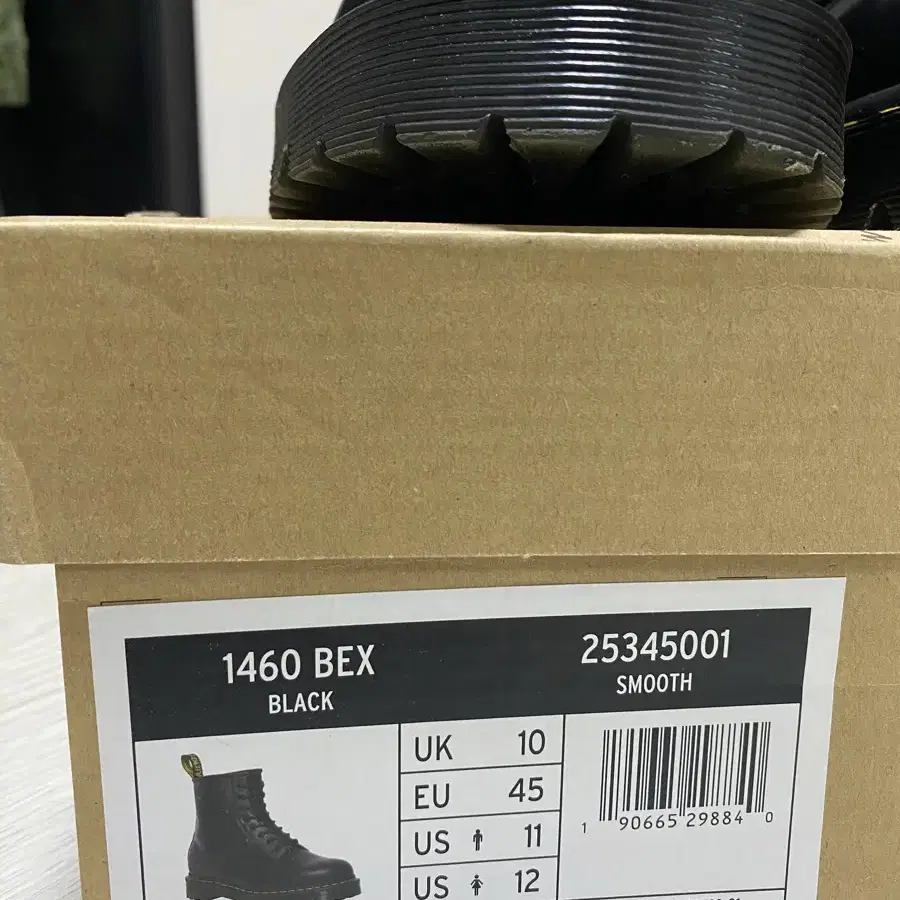 1460 BEX
BLACK
25345001
SMOOTH
UK 10
EU 45
US 11
US 12
1 90665 29884 0